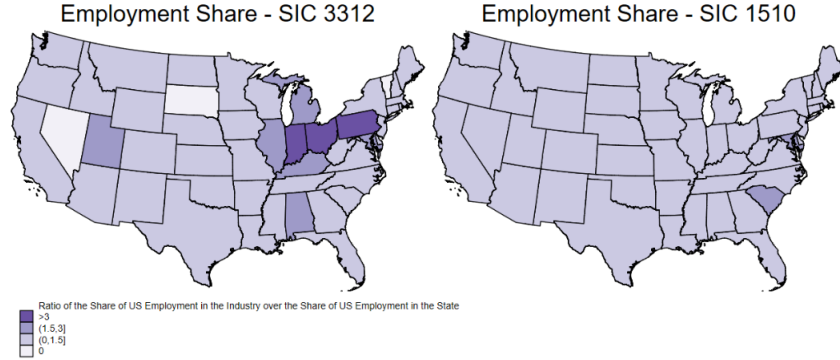 Employment Share - SIC 3312
Employment Share - SIC 1510
Ratio of the Share of US Employment in the Industry over the Share of US Employment in the State
>3
(1.5,3]
(0,1.5]
0